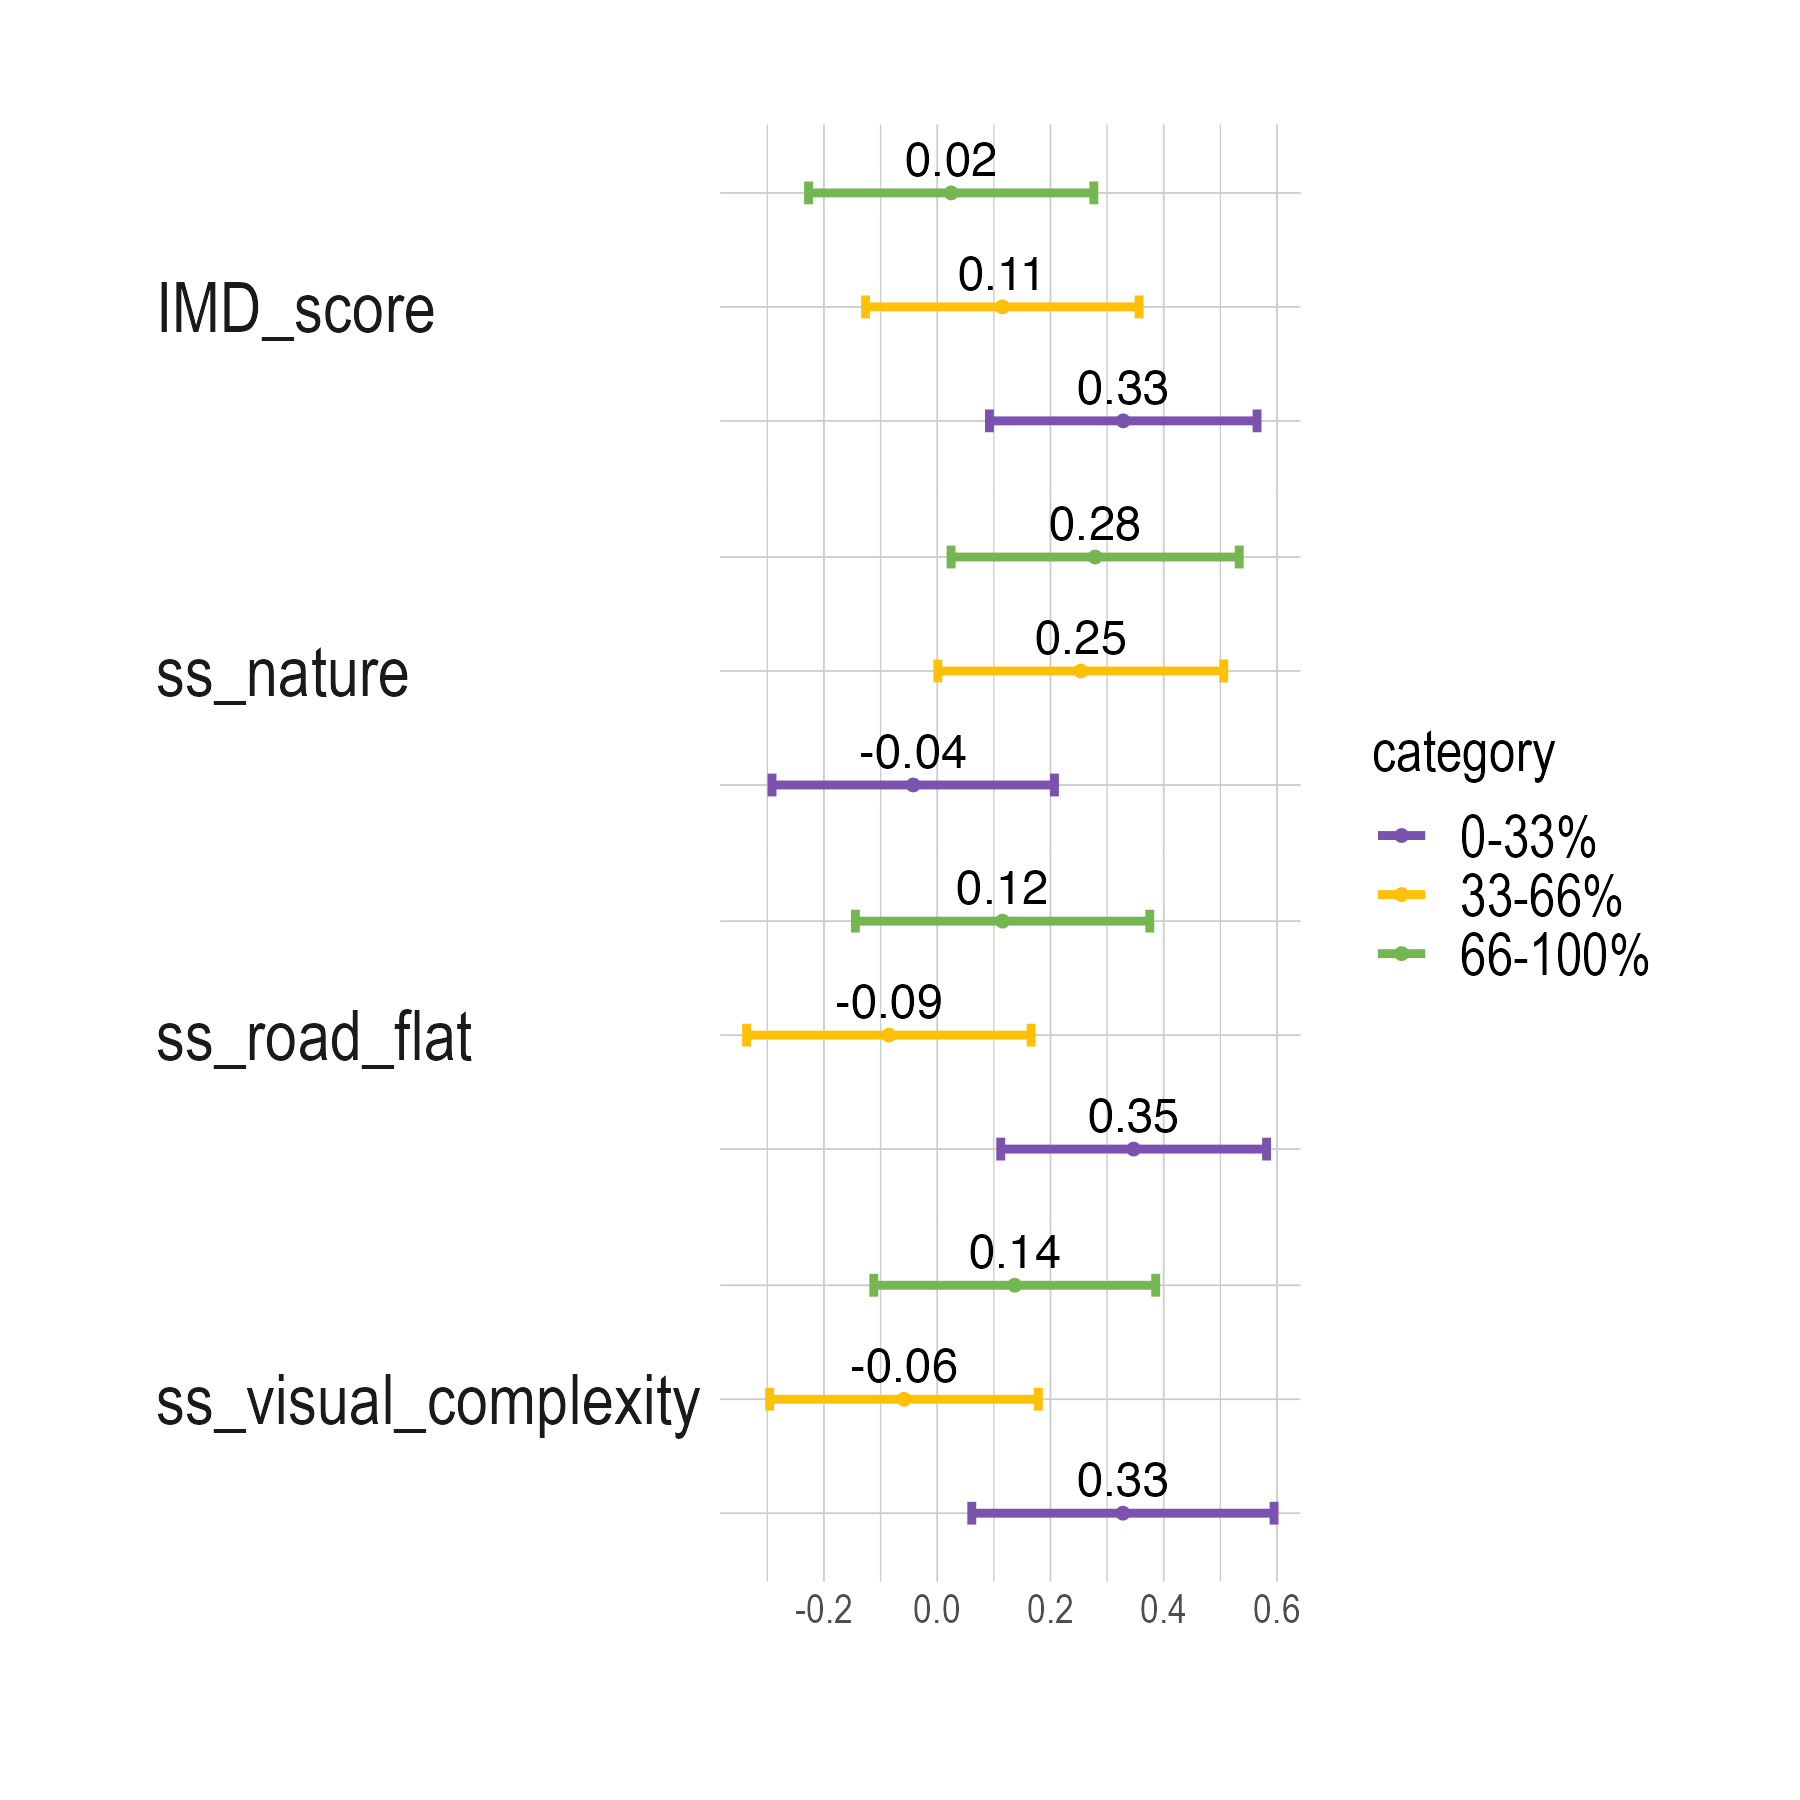 0.02
0.11
IMD_score
0.33
0.28
0.25
ss_nature
-0.04
0.12
-0.09
ss_road_flat
0.35
0.14
-0.06
ss_visual_complexity
0.33
-0.2 0.0 0.2 0.4 0.6
category
0-33%
33-66%
66-100%